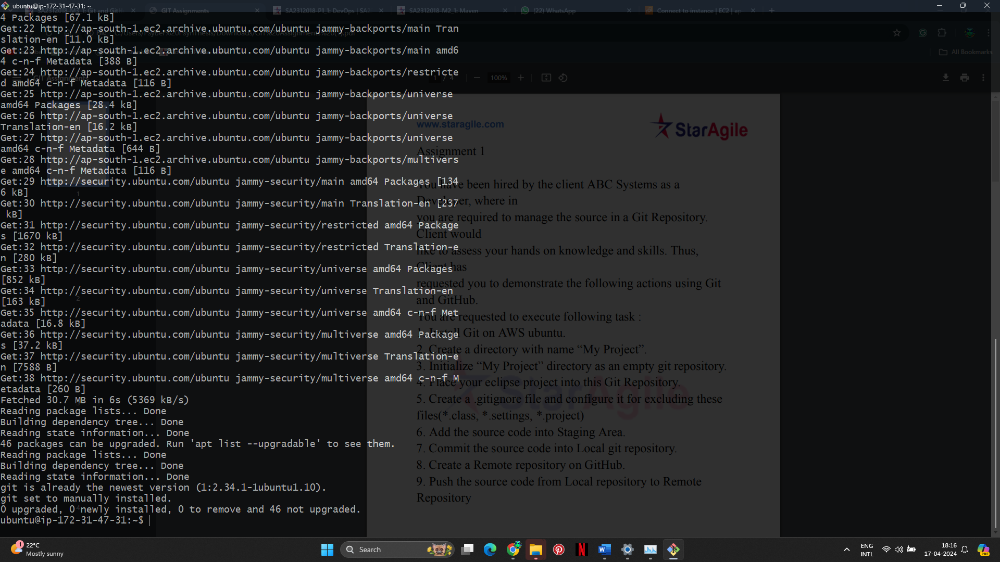 ubuntu@ip-172-31-47-31: ~
GIT Assignments
SA2312018-P1_1: DevOps | SA2
SA2312018-M2_1: Maven
(22) WhatsApp
Connect to instance | EC2 | ap
All Bookmarks
1 / 4
100%
4 Packages [67.1 kB]
Get:22 http://ap-south-1.ec2.archive.ubuntu.com/ubuntu jammy-backports/main Tran
slation-en [11.0 kB]
Get:23 http://ap-south-1.ec2.archive.ubuntu.com/ubuntu jammy-backports/main amd6
4 c-n-f Metadata [388 B]
Get:24 http://ap-south-1.ec2.archive.ubuntu.com/ubuntu jammy-backports/restricte
d amd64 c-n-f Metadata [116 B]
Get:25 http://ap-south-1.ec2.archive.ubuntu.com/ubuntu jammy-backports/universe
amd64 Packages [28.4 kB]
Get:26 http://ap-south-1.ec2.archive.ubuntu.com/ubuntu jammy-backports/universe
Translation-en [16.2 kB]
Get:27 http://ap-south-1.ec2.archive.ubuntu.com/ubuntu jammy-backports/universe
amd64 c-n-f Metadata [644 B]
Get:28 http://ap-south-1.ec2.archive.ubuntu.com/ubuntu jammy-backports/multivers
e amd64 c-n-f Metadata [116 B]
Get:29 http://security.ubuntu.com/ubuntu jammy-security/main amd64 Packages [134
6 kB]
Get:30 http://security.ubuntu.com/ubuntu jammy-security/main Translation-en [237
 kB]
Get:31 http://security.ubuntu.com/ubuntu jammy-security/restricted amd64 Package
s [1670 kB]
Get:32 http://security.ubuntu.com/ubuntu jammy-security/restricted Translation-e
n [280 kB]
Get:33 http://security.ubuntu.com/ubuntu jammy-security/universe amd64 Packages
[852 kB]
Get:34 http://security.ubuntu.com/ubuntu jammy-security/universe Translation-en
[163 kB]
Get:35 http://security.ubuntu.com/ubuntu jammy-security/universe amd64 c-n-f Met
adata [16.8 kB]
Get:36 http://security.ubuntu.com/ubuntu jammy-security/multiverse amd64 Package
s [37.2 kB]
Get:37 http://security.ubuntu.com/ubuntu jammy-security/multiverse Translation-e
n [7588 B]
Get:38 http://security.ubuntu.com/ubuntu jammy-security/multiverse amd64 c-n-f M
etadata [260 B]
Fetched 30.7 MB in 6s (5369 kB/s)
Reading package lists... Done
Building dependency tree... Done
Reading state information... Done
46 packages can be upgraded. Run 'apt list --upgradable' to see them.
Reading package lists... Done
Building dependency tree... Done
Reading state information... Done
git is already the newest version (1:2.34.1-1ubuntu1.10).
git set to manually installed.
0 upgraded, 0 newly installed, 0 to remove and 46 not upgraded.
ubuntu@ip-172-31-47-31:~$
www.staragile.com
StarAgile
Assignment 1
You have been hired by the client ABC Systems as a
Developer, where in
you are required to manage the source in a Git Repository.
Client would
like to assess your hands on knowledge and skills. Thus,
Client has
requested you to demonstrate the following actions using Git
and GitHub.
You are requested to execute following task :
1. Install Git on AWS ubuntu.
2. Create a directory with name “My Project”.
3. Initialize “My Project” directory as an empty git repository.
4. Place your eclipse project into this Git Repository.
5. Create a .gitignore file and configure it for excluding these
files(*.class, *.settings, *.project)
6. Add the source code into Staging Area.
7. Commit the source code into Local git repository.
8. Create a Remote repository on GitHub.
9. Push the source code from Local repository to Remote
Repository
StarAgile
1
22°C
Mostly sunny
Search
ENG
INTL
18:16
17-04-2024
PRE